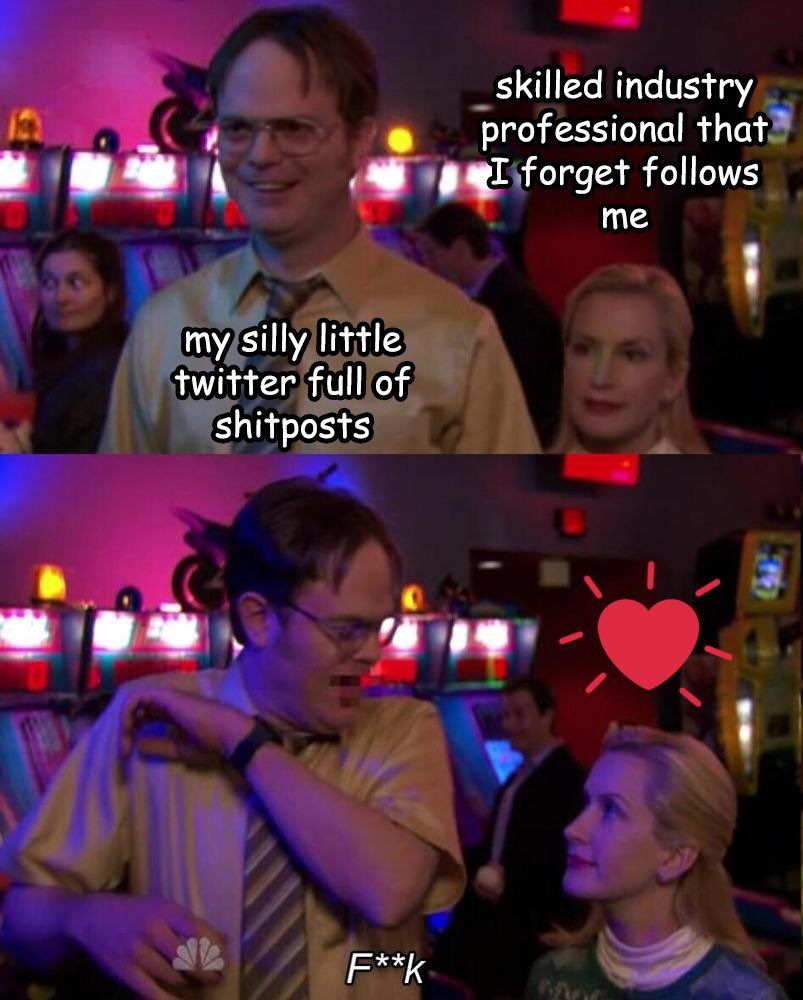 skilled industry
professional that
I forget follows
me
my silly little
twitter full of
shitposts
F**k